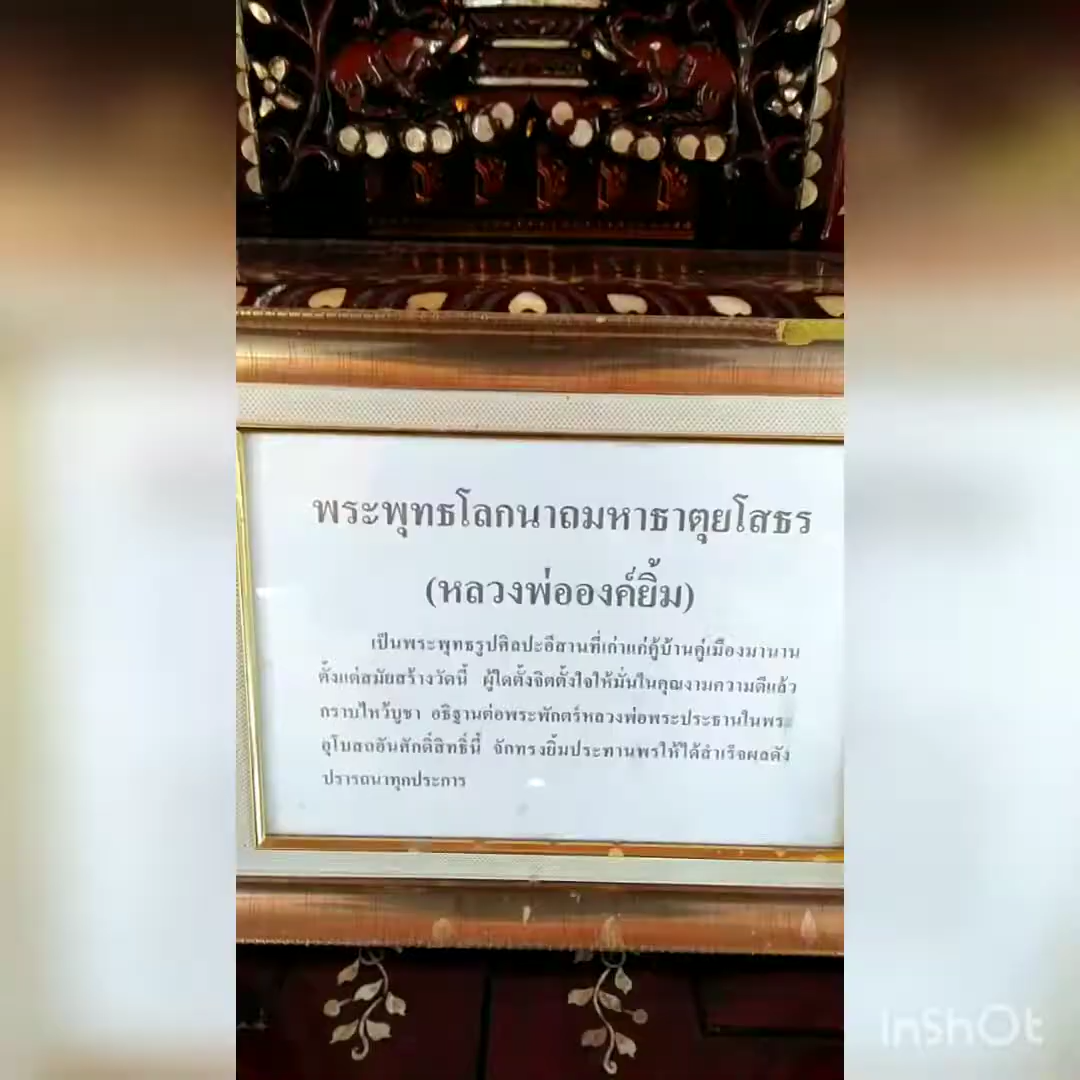 พระพุทธโลกนาถมหาธาตุยโสธร
(หลวงพ่อองค์ยิ้ม)
เป็นพระพุทธรูปศิลปะอีสานที่เก่าแก่คู่บ้านคู่เมืองมานาน
ตั้งแต่สมัยสร้างวัดนี้ ผู้ใดตั้งจิตตั้งใจให้มั่นในคุณงามความดีแล้ว
กราบไหว้บูชา อธิฐานต่อพระพักตร์หลวงพ่อพระประธานในพระ
อุโบสถอันศักดิ์สิทธิ์นี้ จักทรงยิ้มประทานพรให้ได้สำเร็จผลดัง
ปรารถนาทุกประการ
InShOt